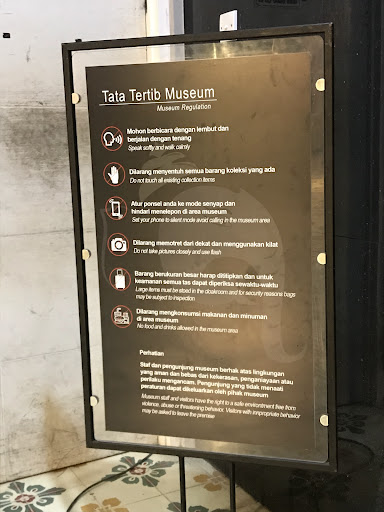 Tata Tertib Museum
Museum Regulation
Mohon berbicara dengan lembut dan
berjalan dengan tenang
Speak softly and walk calmly
Dilarang menyentuh semua barang koleksi yang ada
Do not touch all existing collection items
Atur ponsel anda ke mode senyap dan
hindari menelepon di area museum
Set your phone to silent mode avoid calling in the museum area
Dilarang memotret dari dekat dan menggunakan kilat
Do not take pictures closely and use flash
Barang berukuran besar harap dititipkan dan untuk
keamanan semua tas dapat diperiksa sewaktu-waktu
Large items must be stored in the cloakroom and for security reasons bags
may be subject to inspection
Dilarang mengkonsumsi makanan dan minuman
di area museum
No food and drinks allowed in the museum area
Perhatian
Staf dan pengunjung museum berhak atas lingkungan
yang aman dan bebas dari kekerasan, penganiayaan atau
perilaku mengancam. Pengunjung yang tidak menaati
peraturan dapat dikeluarkan oleh pihak museum
Museum staff and visitors have the right to a safe environment free from
violence, abuse or threatening behavior. Visitors with inropriate behavior
may be asked to leave the premise